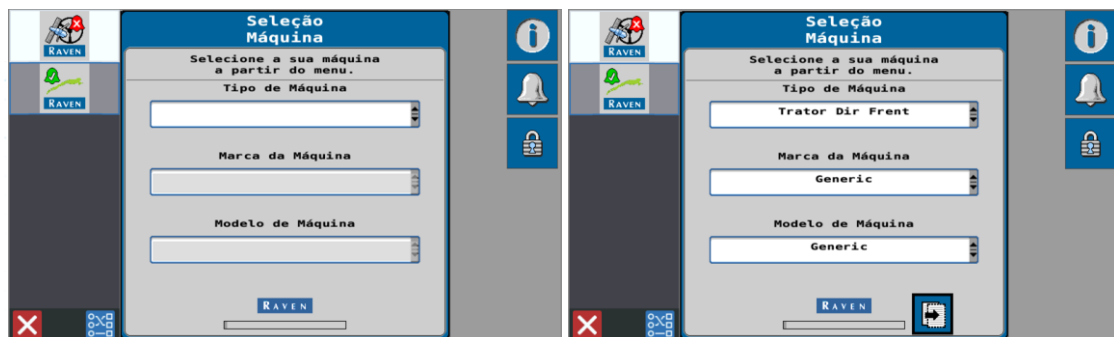 RAVEN
RAVEN
Seleção
Máquina
Selecione a sua máquina
a partir do menu.
Tipo de Máquina
Marca da Máquina
Modelo de Máquina
RAVEN
RAVEN
RAVEN
Seleção
Máquina
Selecione a sua máquina
a partir do menu.
Tipo de Máquina
Trator Dir Frent
Marca da Máquina
Generic
Modelo de Máquina
Generic
RAVEN